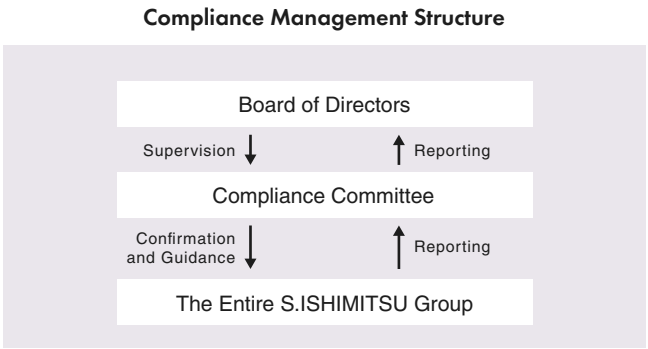 Compliance Management Structure
Board of Directors
Supervision
Reporting
Compliance Committee
Confirmation
and Guidance
Reporting
The Entire S.ISHIMITSU Group